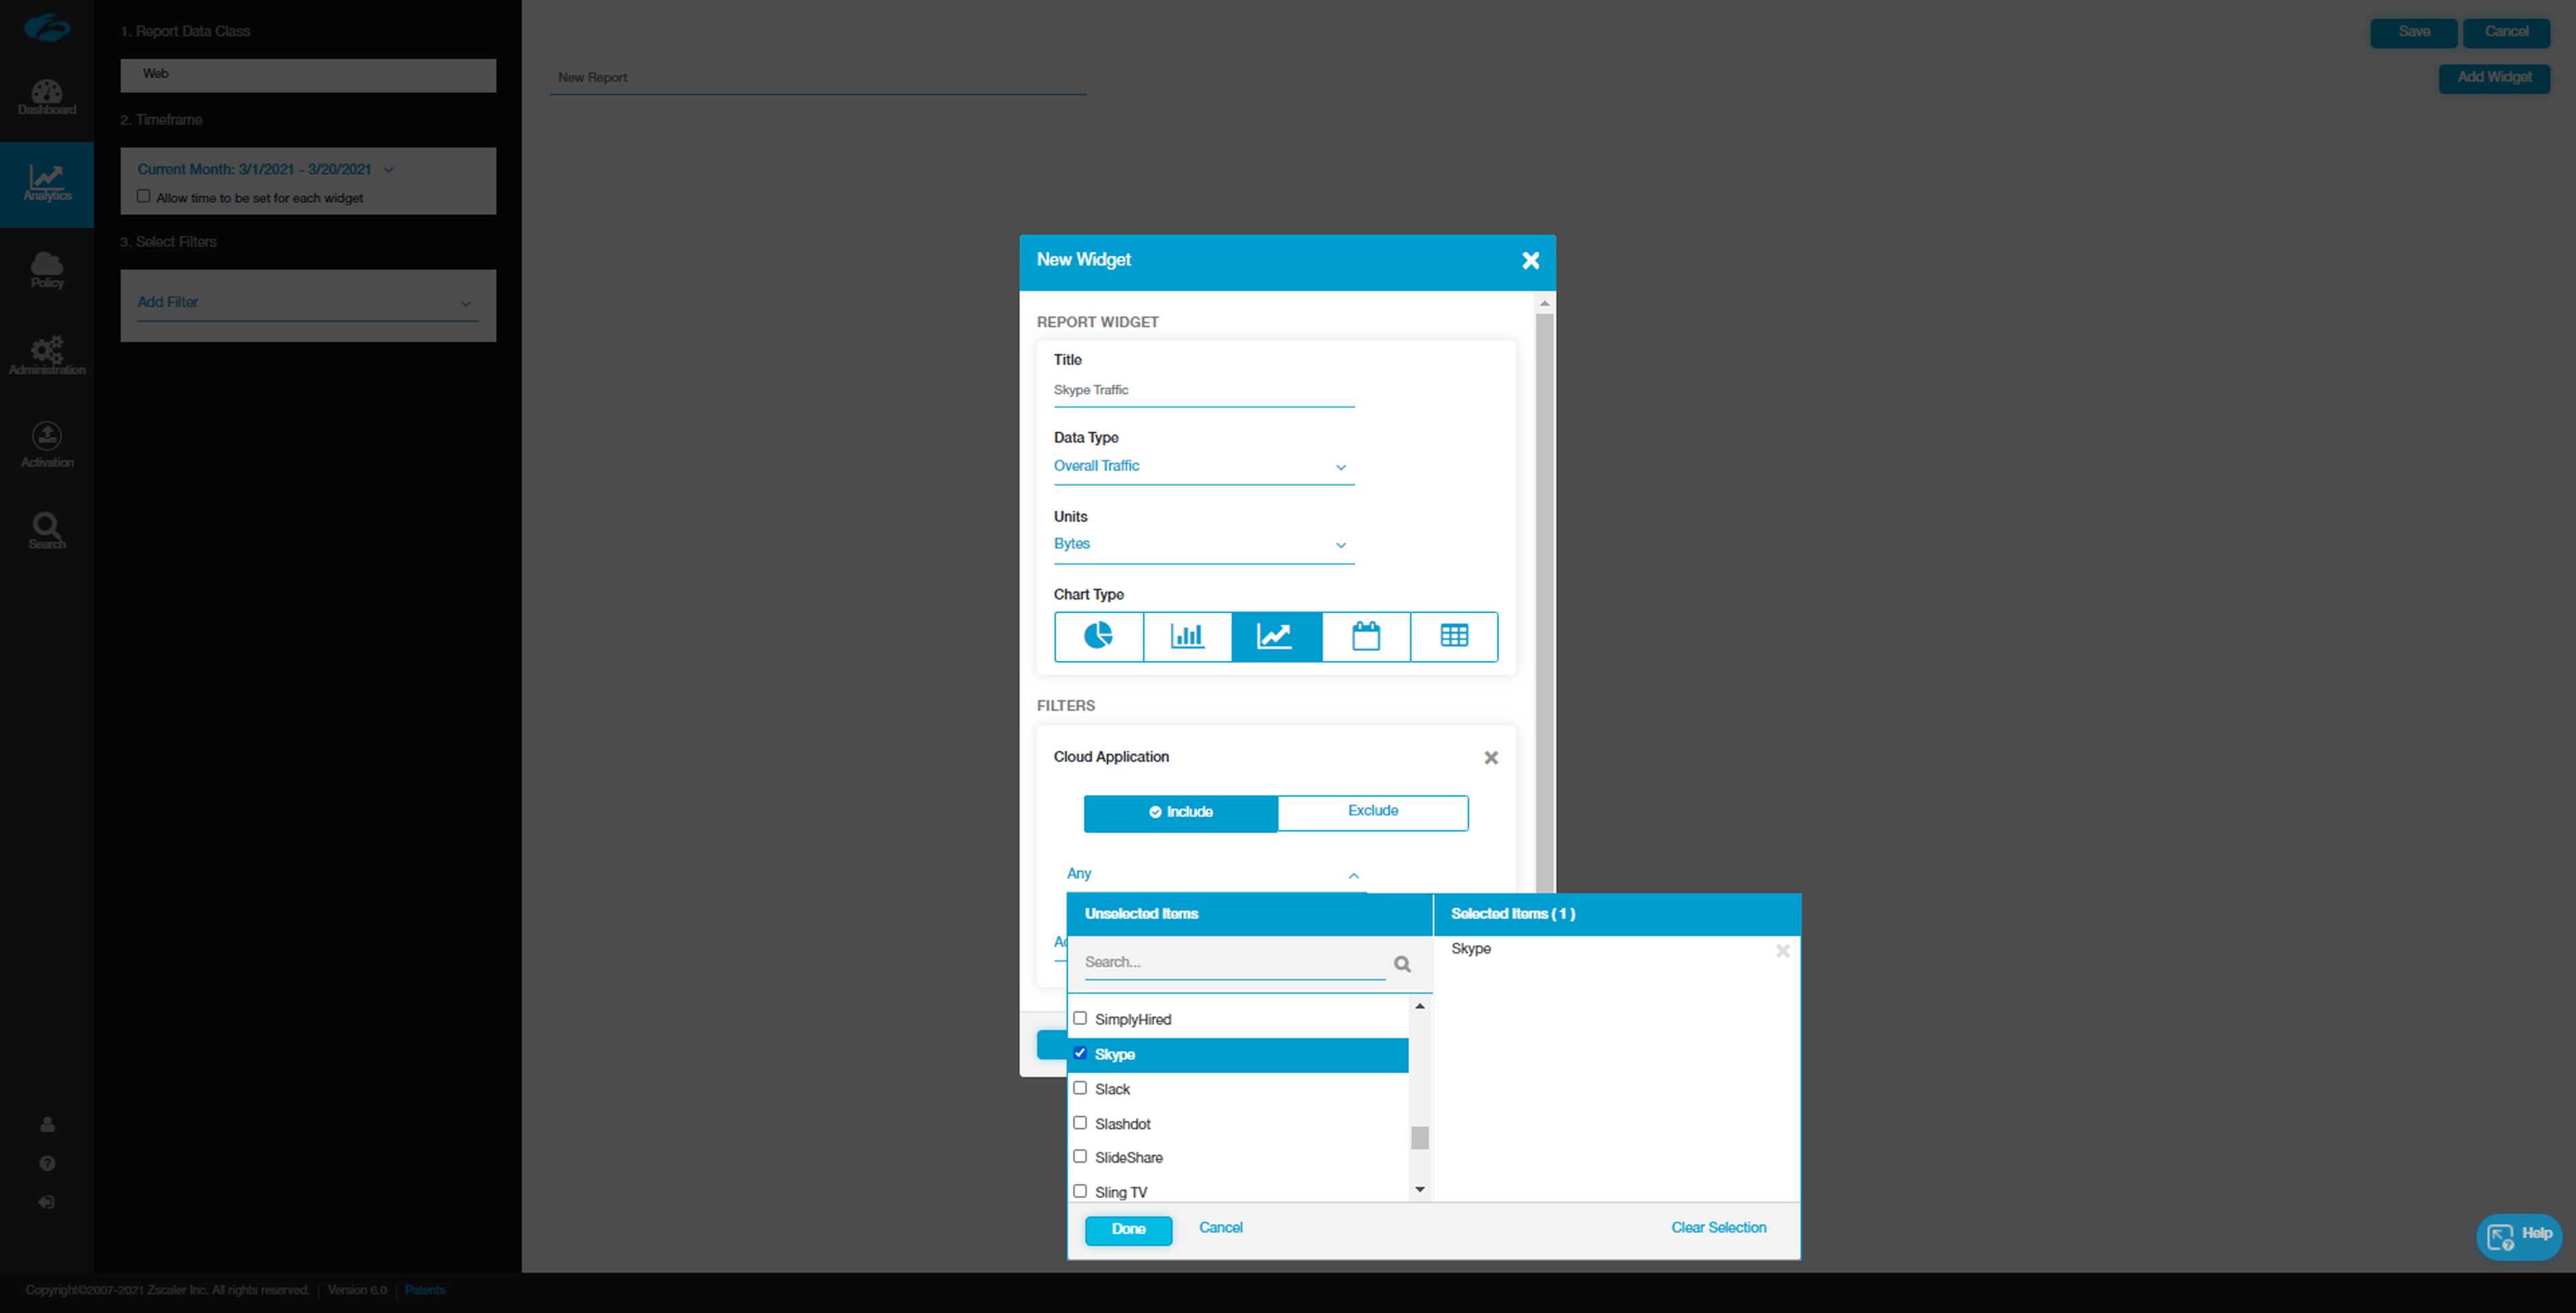 Dashboard
Analytics
Policy
Administration
Activation
Search
1. Report Data Class
Web
2. Timeframe
Current Month: 3/1/2021 - 3/20/2021
Allow time to be set for each widget
3. Select Filters
Add Filter
New Report
Save
Cancel
Add Widget
New Widget
REPORT WIDGET
Title
Skype Traffic
Data Type
Overall Traffic
Units
Bytes
Chart Type
FILTERS
Cloud Application
Include
Exclude
Any
Unselected Items
Selected Items ( 1 )
Search...
Skype
SimplyHired
Skype
Slack
Slashdot
SlideShare
Sling TV
Done
Cancel
Clear Selection
Help
Copyright©2007-2021 Zscaler Inc. All rights reserved. | Version 6.0 | Patents